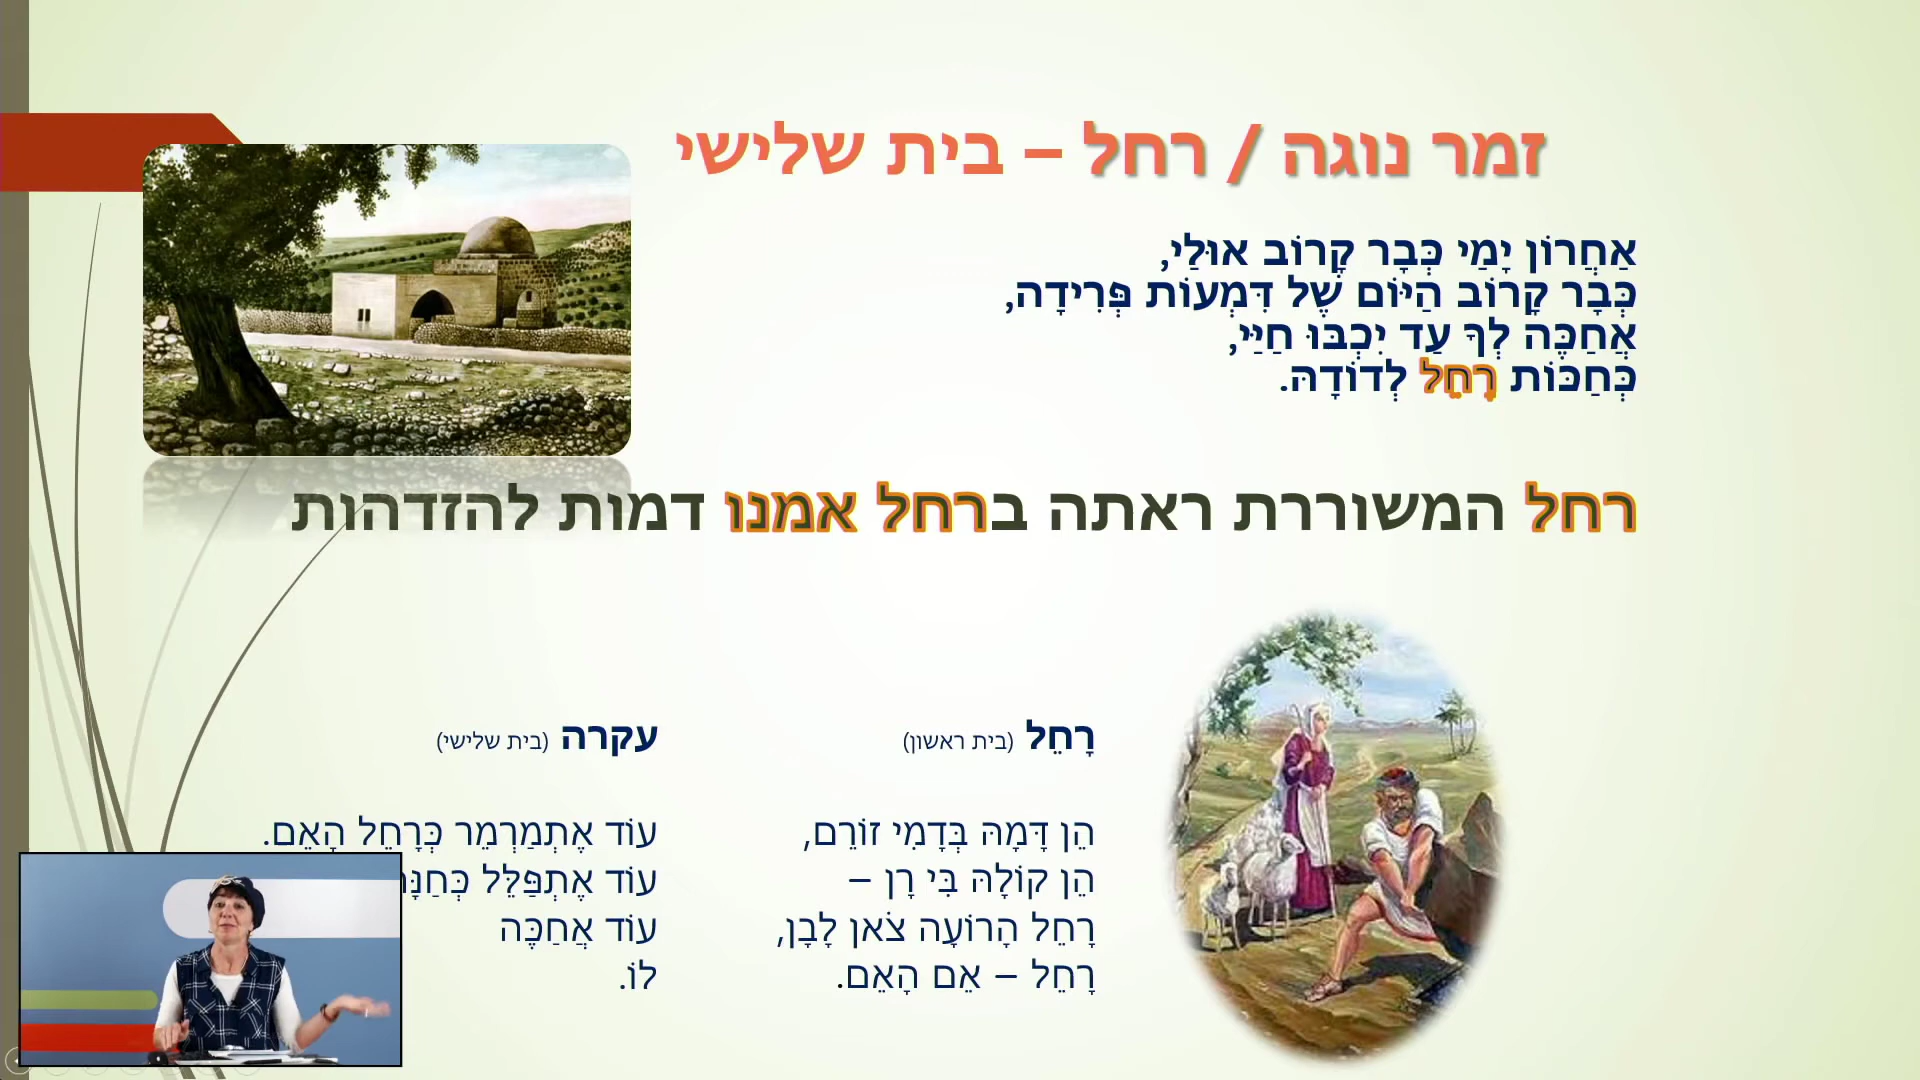 זמר נוגה / רחל – בית שלישי
אַחֲרוֹן יָמַי כְּבָר קָרוֹב אוּלַי,
כְּבָר קָרוֹב הַיּוֹם שֶׁל דִּמְעוֹת פְּרִידָה,
אֲחַכֶּה לְךָ עַד יִכְבּוּ חַיַּי,
כְּחַכּוֹת רָחֵל לְדוֹדָהּ.
רחל המשוררת ראתה ברחל אמנו דמות להזדהות
רָחֵל (בית ראשון)
הֵן דָּמָהּ בְּדָמִי זוֹרֵם,
הֵן קוֹלָהּ בִּי רָן –
רָחֵל הָרוֹעָה צֹאן לָבָן,
רָחֵל – אֵם הָאֵם.
עקרה (בית שלישי)
עוֹד אֶתְמַרְמֵר כְּרָחֵל הָאֵם.
עוֹד אֶתְפַּלֵּל
עוֹד אֲחַכֶּה
לוֹ.